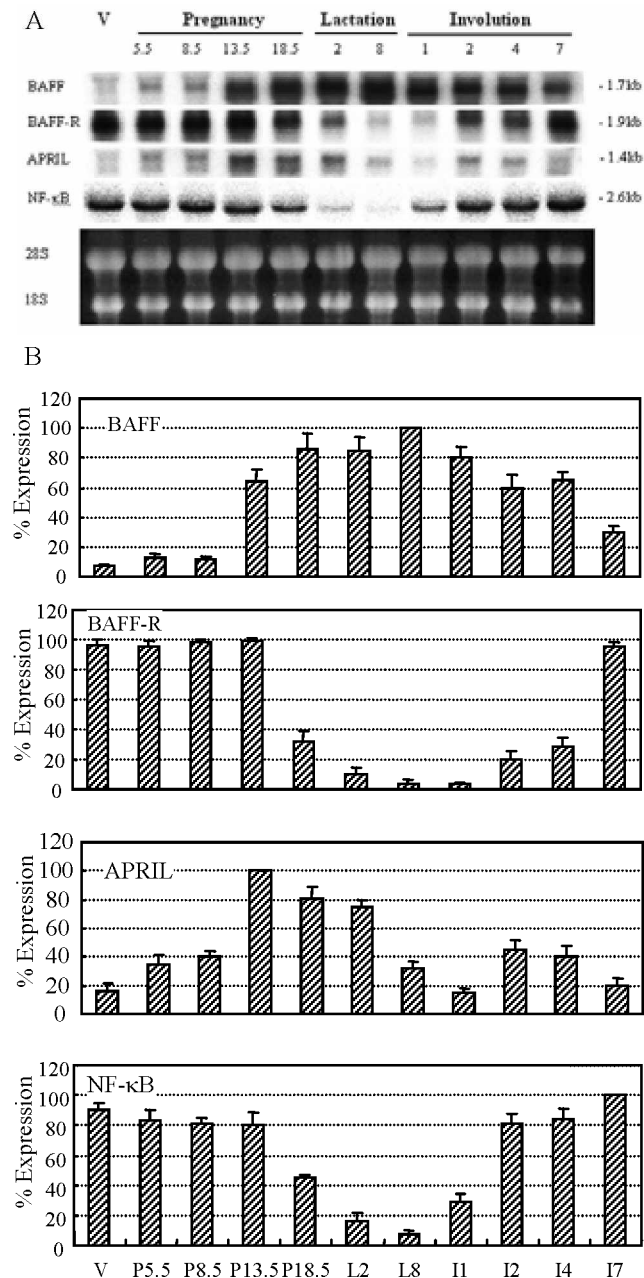 A
V Pregnancy Lactation Involution
5.5 8.5 13.5 18.5 2 8 1 2 4 7
BAFF - 1.7kb
BAFF-R - 1.9kb
APRIL - 1.4kb
NF-κB - 2.6kb
28S
18S
B
120
100
80
60
40
20
0
% Expression
BAFF
120
100
80
60
40
20
0
% Expression
BAFF-R
120
100
80
60
40
20
0
% Expression
APRIL
120
100
80
60
40
20
0
% Expression
NF-κB
V P5.5 P8.5 P13.5 P18.5 L2 L8 I1 I2 I4 I7